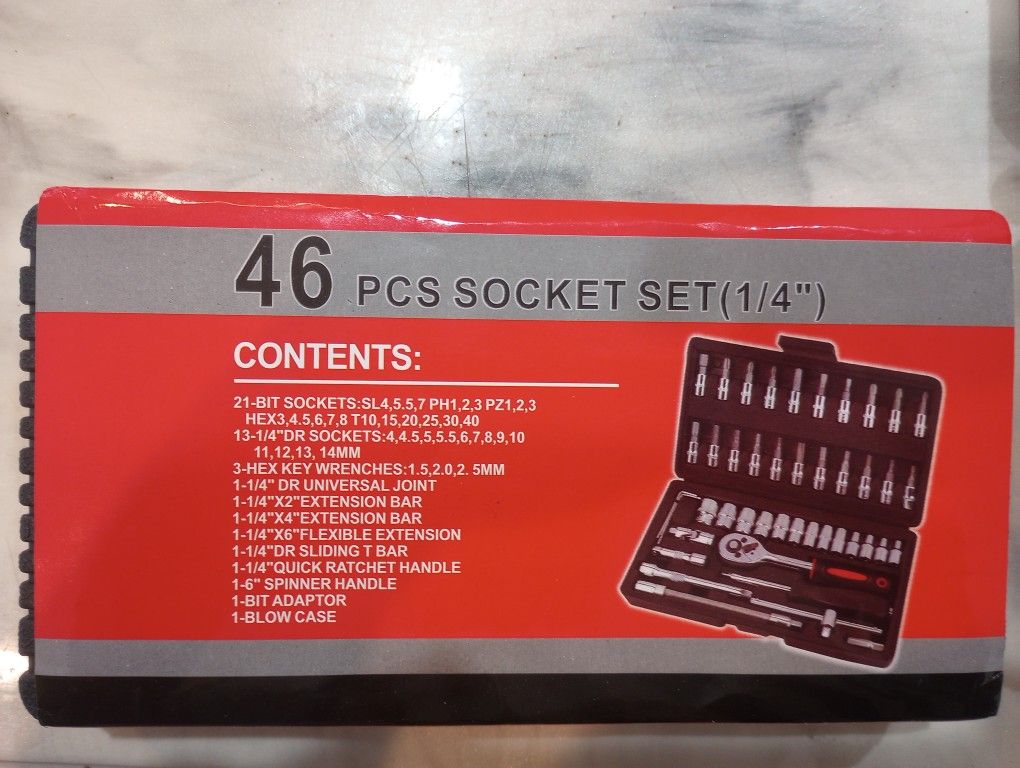 46 PCS SOCKET SET(1/4")
CONTENTS:
21-BIT SOCKETS:SL4,5.5,7 PH1,2,3 PZ1,2,3
HEX3,4.5,6,7,8 T10,15,20,25,30,40
13-1/4"DR SOCKETS:4,4.5,5,5.5,6,7,8,9,10
11,12,13, 14MM
3-HEX KEY WRENCHES:1.5,2.0,2. 5MM
1-1/4" DR UNIVERSAL JOINT
1-1/4"X2"EXTENSION BAR
1-1/4"X4"EXTENSION BAR
1-1/4"X6"FLEXIBLE EXTENSION
1-1/4"DR SLIDING T BAR
1-1/4"QUICK RATCHET HANDLE
1-6" SPINNER HANDLE
1-BIT ADAPTOR
1-BLOW CASE